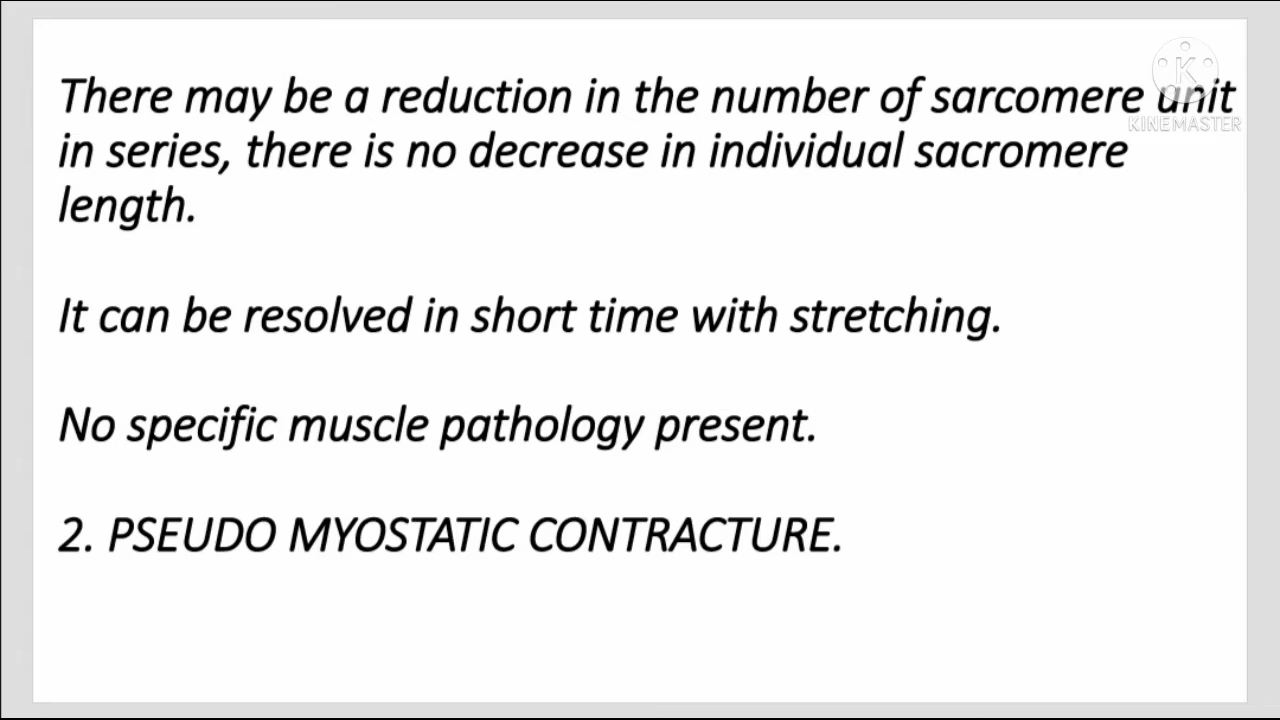 There may be a reduction in the number of sarcomere unit
in series, there is no decrease in individual sacromere
length.
It can be resolved in short time with stretching.
No specific muscle pathology present.
2. PSEUDO MYOSTATIC CONTRACTURE.
K
KINEMASTER